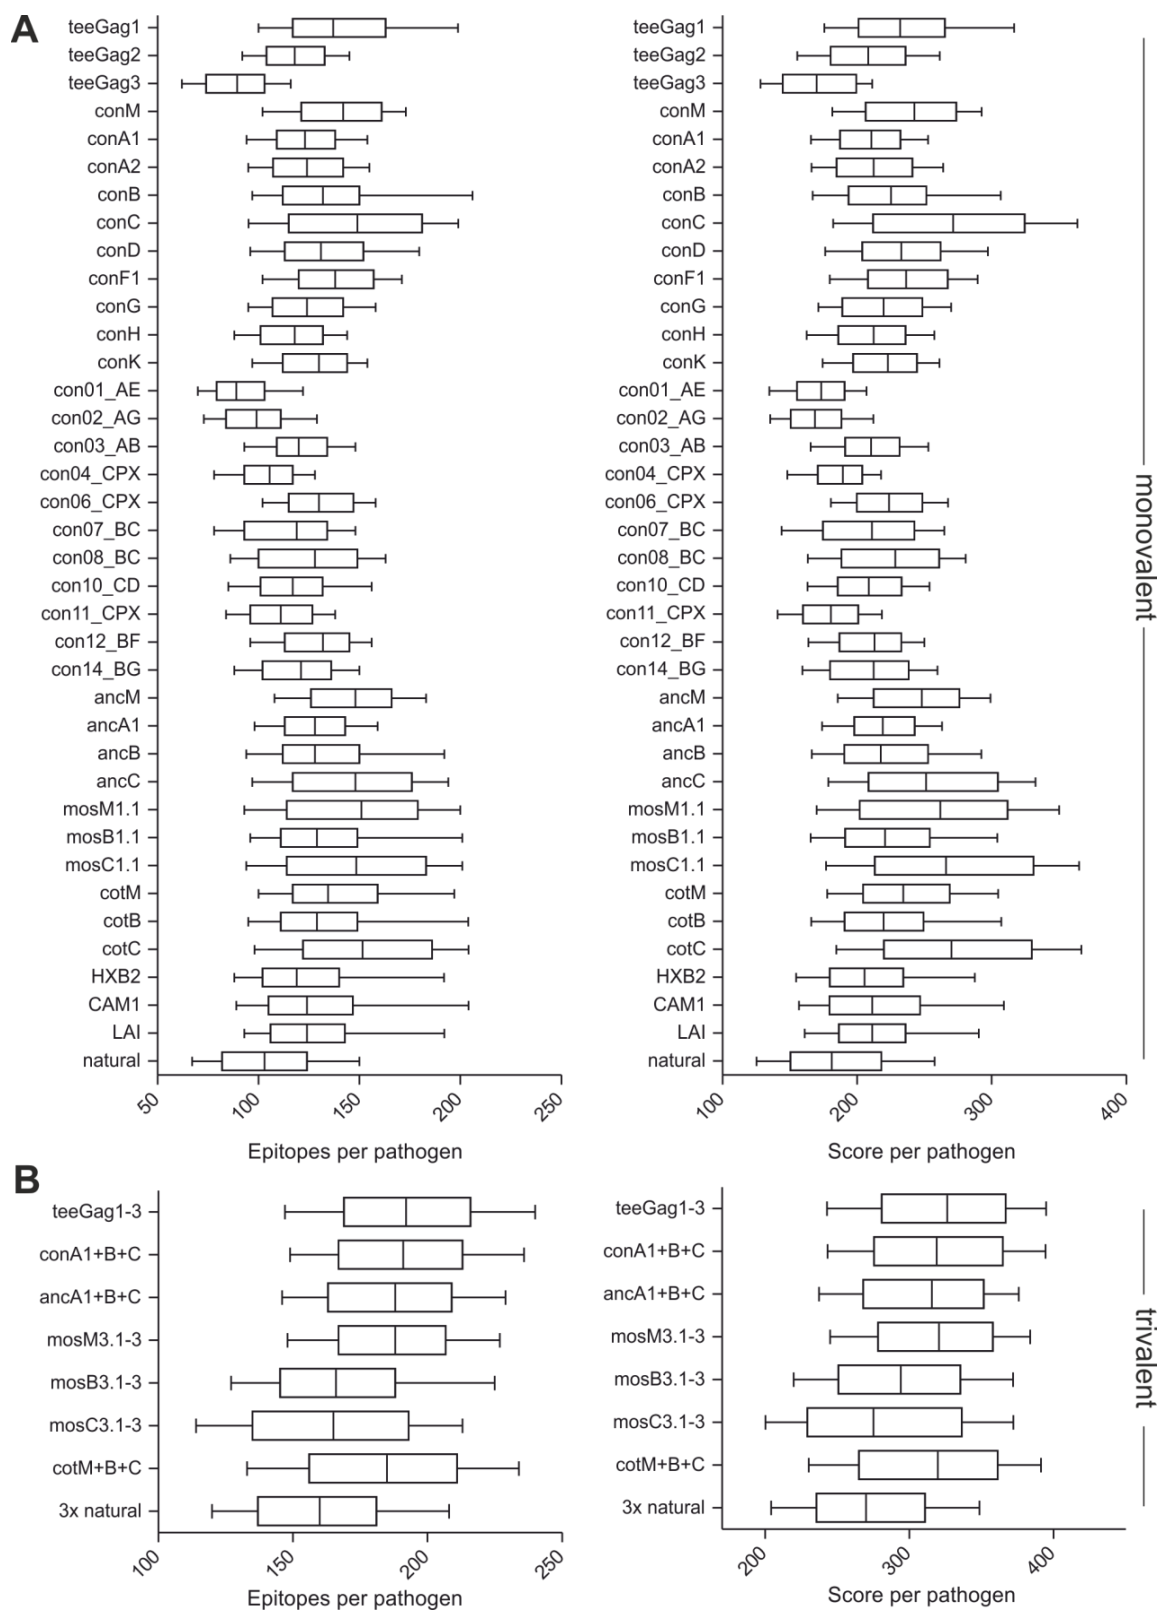 A
teeGag1
teeGag2
teeGag3
conM
conA1
conA2
conB
conC
conD
conF1
conG
conH
conK
con01_AE
con02_AG
con03_AB
con04_CPX
con06_CPX
con07_BC
con08_BC
con10_CD
con11_CPX
con12_BF
con14_BG
ancM
ancA1
ancB
ancC
mosM1.1
mosB1.1
mosC1.1
cotM
cotB
cotC
HXB2
CAM1
LAI
natural
50
100
150
200
250
Epitopes per pathogen
teeGag1
teeGag2
teeGag3
conM
conA1
conA2
conB
conC
conD
conF1
conG
conH
conK
con01_AE
con02_AG
con03_AB
con04_CPX
con06_CPX
con07_BC
con08_BC
con10_CD
con11_CPX
con12_BF
con14_BG
ancM
ancA1
ancB
ancC
mosM1.1
mosB1.1
mosC1.1
cotM
cotB
cotC
HXB2
CAM1
LAI
natural
100
200
300
400
Score per pathogen
monovalent
B
teeGag1-3
conA1+B+C
ancA1+B+C
mosM3.1-3
mosB3.1-3
mosC3.1-3
cotM+B+C
3x natural
100
150
200
250
Epitopes per pathogen
teeGag1-3
conA1+B+C
ancA1+B+C
mosM3.1-3
mosB3.1-3
mosC3.1-3
cotM+B+C
3x natural
200
300
400
Score per pathogen
trivalent